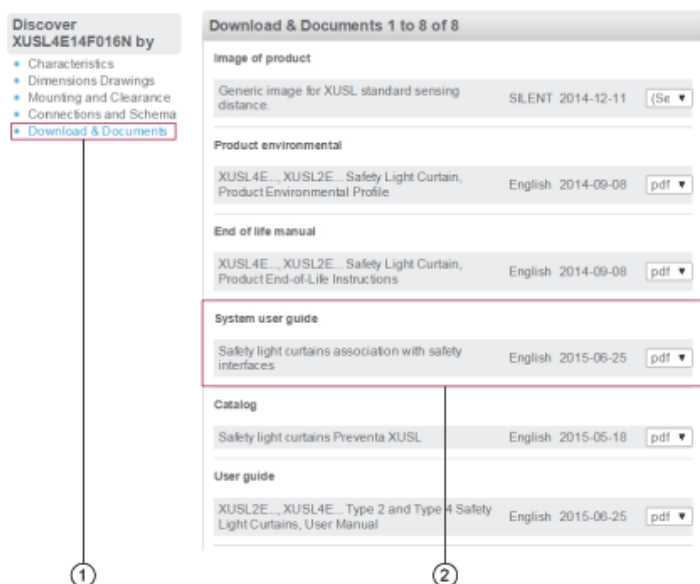 Discover
XUSL4E14F016N by
Characteristics
Dimensions Drawings
Mounting and Clearance
Connections and Schema
Download & Documents
Download & Documents 1 to 8 of 8
Image of product
Generic image for XUSL standard sensing
distance.
SILENT 2014-12-11 (Se
Product environmental
XUSL4E..., XUSL2E... Safety Light Curtain,
Product Environmental Profile
English 2014-09-08 pdf
End of life manual
XUSL4E..., XUSL2E... Safety Light Curtain,
Product End-of-Life Instructions
English 2014-09-08 pdf
System user guide
Safety light curtains association with safety
interfaces
English 2015-06-25 pdf
Catalog
Safety light curtains Preventa XUSL English 2015-05-18 pdf
User guide
XUSL2E..., XUSL4E... Type 2 and Type 4 Safety
Light Curtains, User Manual
English 2015-06-25 pdf
1 2